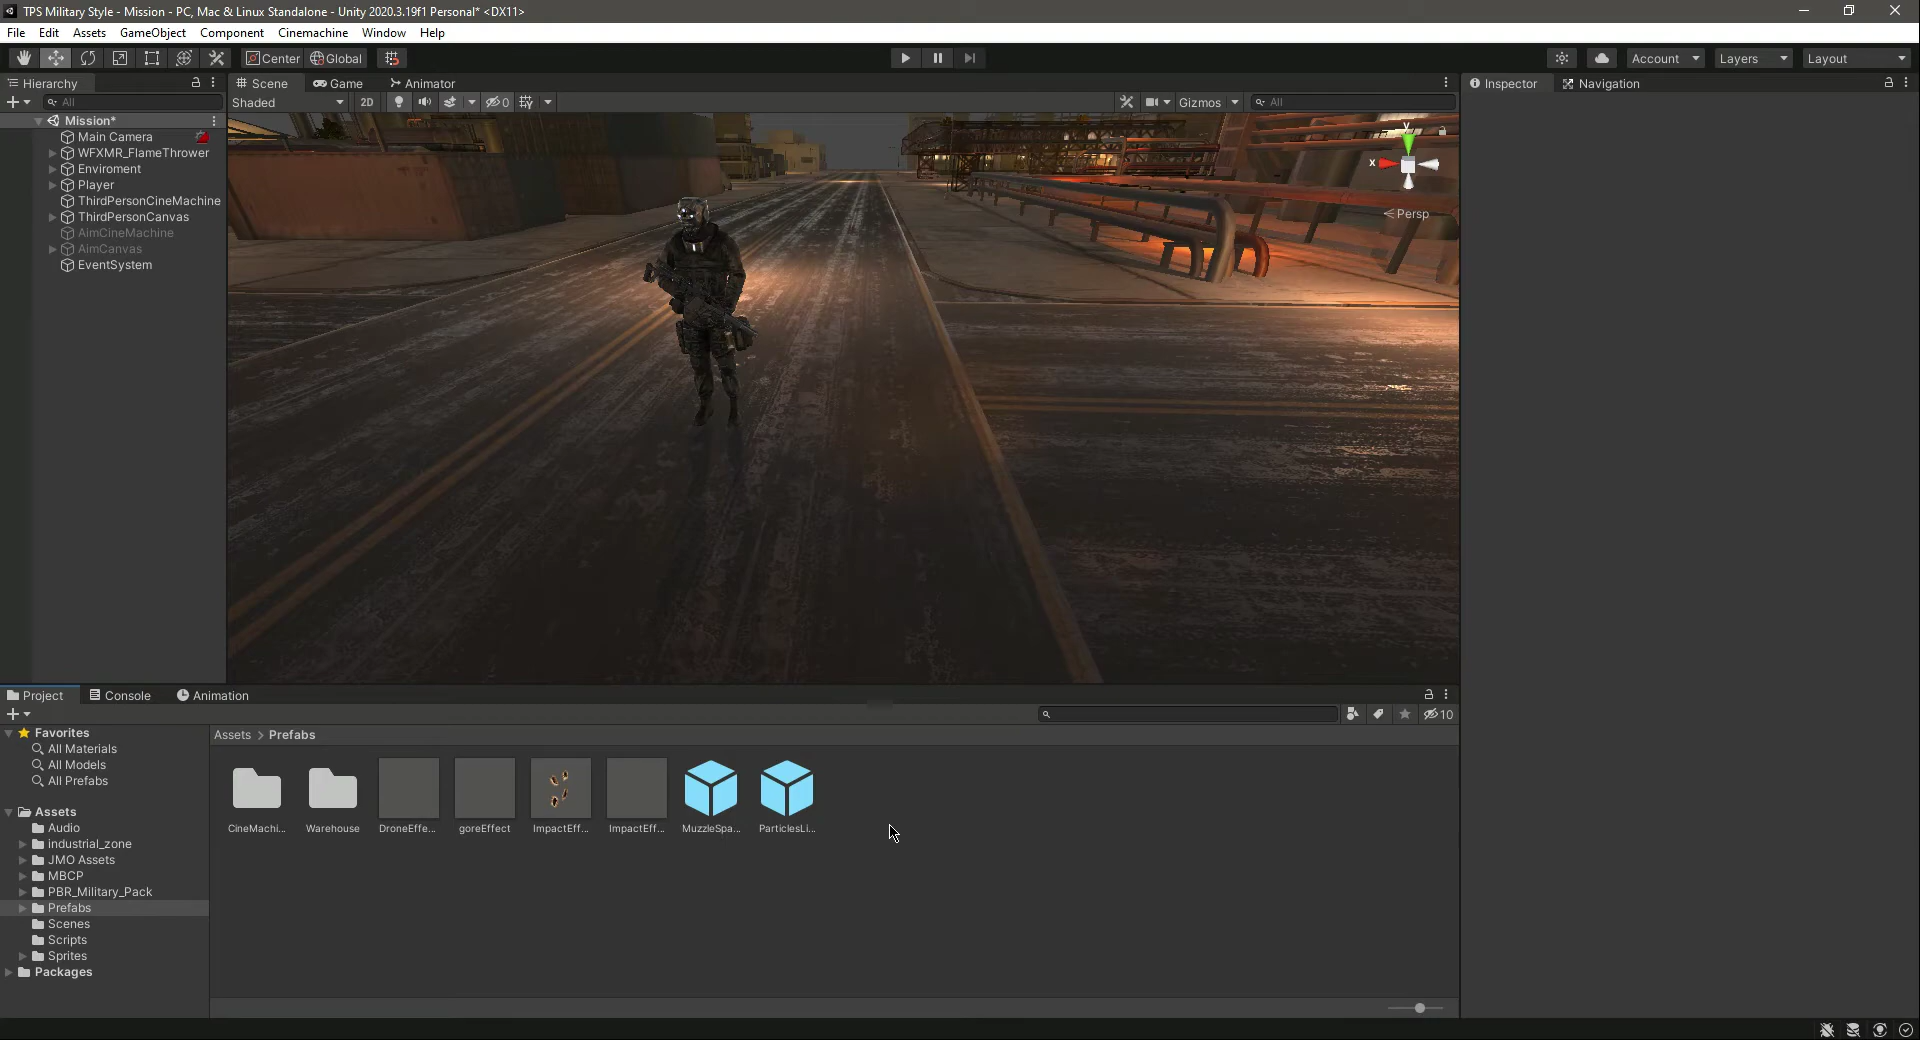 TPS Military Style - Mission - PC, Mac & Linux Standalone - Unity 2020.3.19f1 Personal* <DX11>
File Edit Assets GameObject Component Cinemachine Window Help
Center Global Account Layers Layout
Hierarchy
All
Mission*
Main Camera
WFXMR_FlameThrower
Enviroment
Player
ThirdPersonCineMachine
ThirdPersonCanvas
AimCineMachine
AimCanvas
EventSystem
Scene Game Animator
Shaded 2D 0 Gizmos All
y
x
Persp
Inspector Navigation
Project Console Animation
10
Favorites
All Materials
All Models
All Prefabs
Assets
Audio
industrial_zone
JMO Assets
MBCP
PBR_Military_Pack
Prefabs
Scenes
Scripts
Sprites
Packages
Assets > Prefabs
CineMachi... Warehouse DroneEffe... goreEffect ImpactEff... ImpactEff... MuzzleSpa... ParticlesLi...